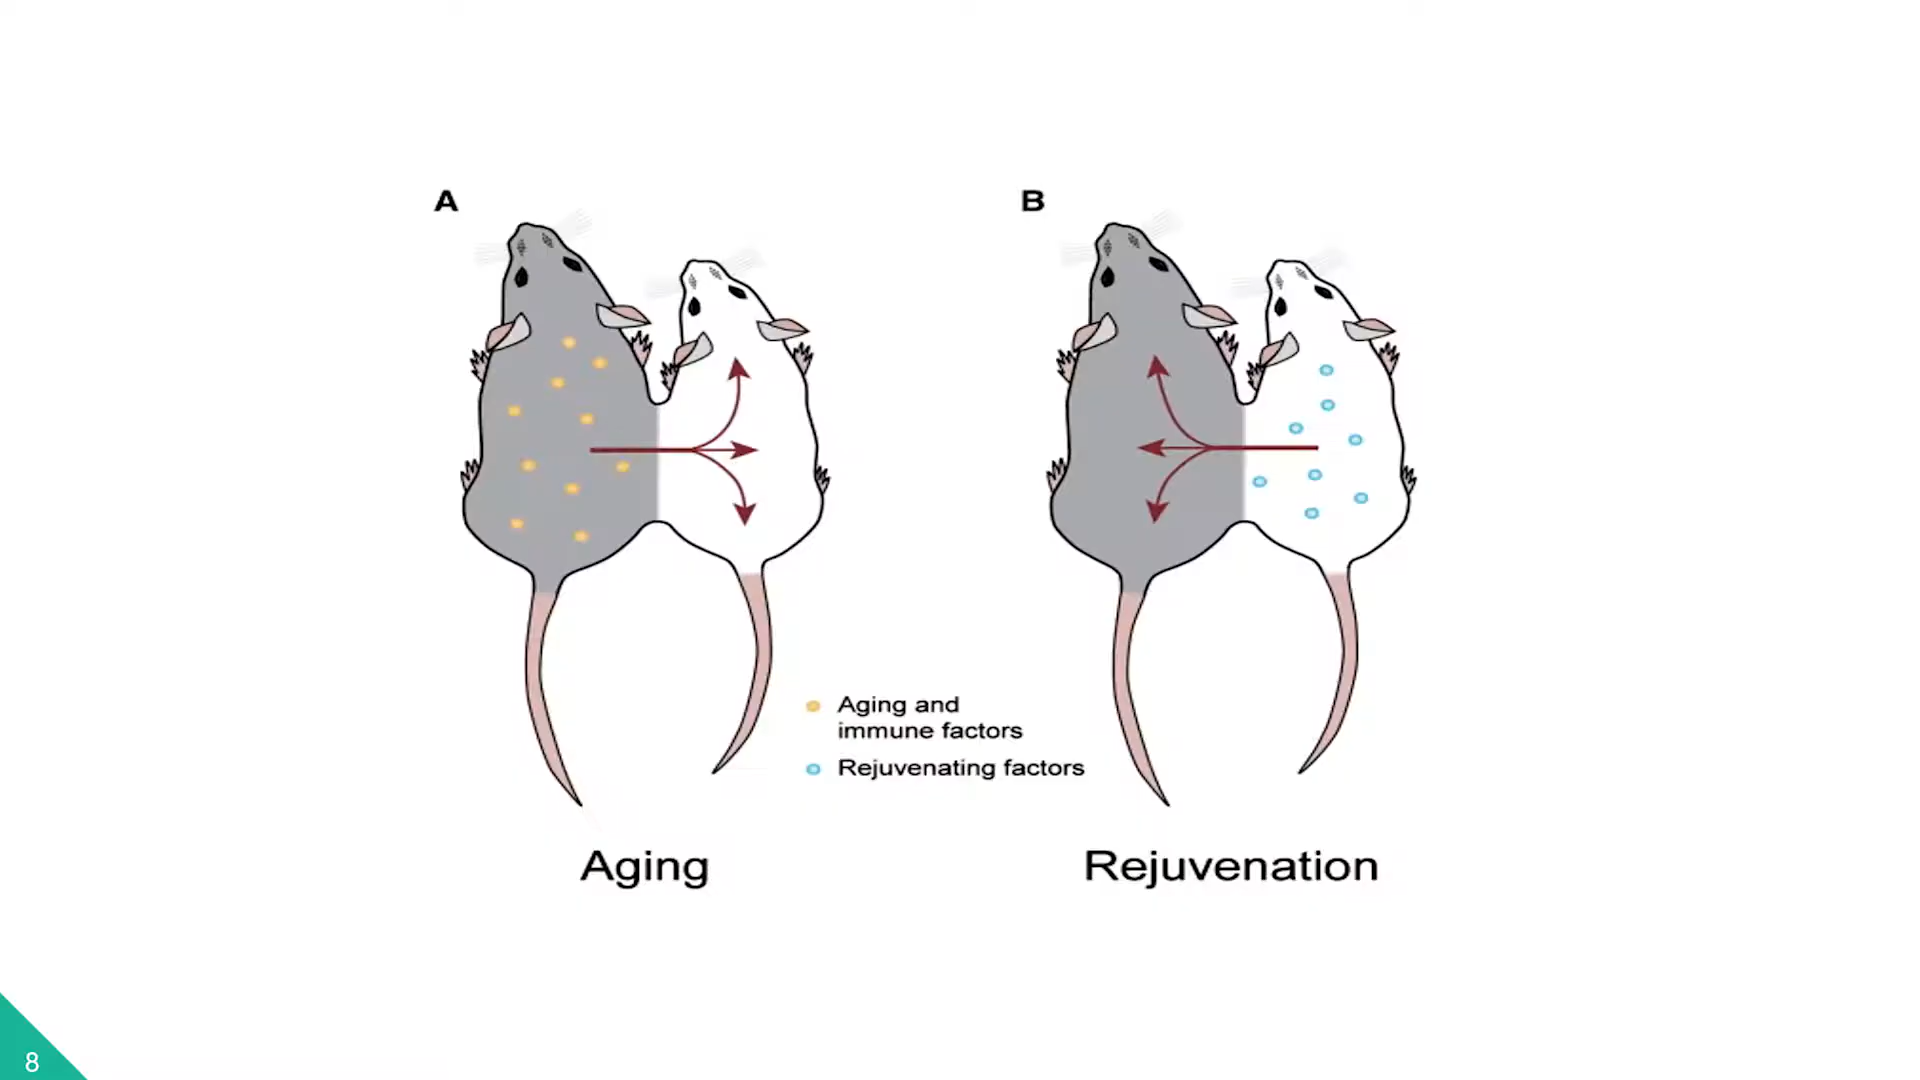 A
B
Aging and
immune factors
Rejuvenating factors
Aging
Rejuvenation
8